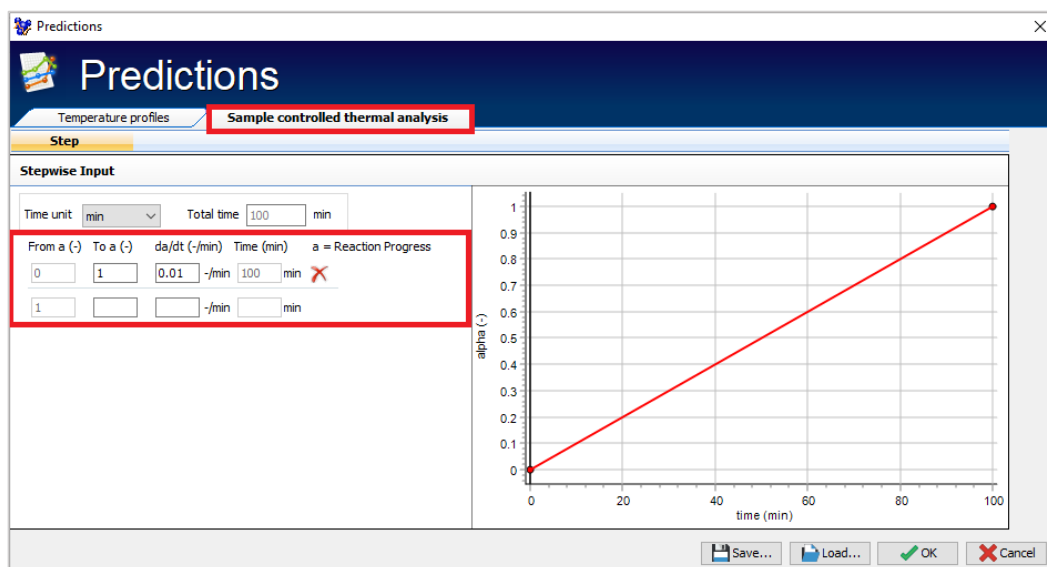 Predictions
Predictions
Temperature profiles Sample controlled thermal analysis
Step
Stepwise Input
Time unit min Total time 100 min
From a (-) To a (-) da/dt (-/min) Time (min) a = Reaction Progress
0 1 0.01 -/min 100 min
1 -/min min
1
0.9
0.8
0.7
0.6
0.5
0.4
0.3
0.2
0.1
0
alpha (-)
0 20 40 60 80 100
time (min)
Save... Load... OK Cancel